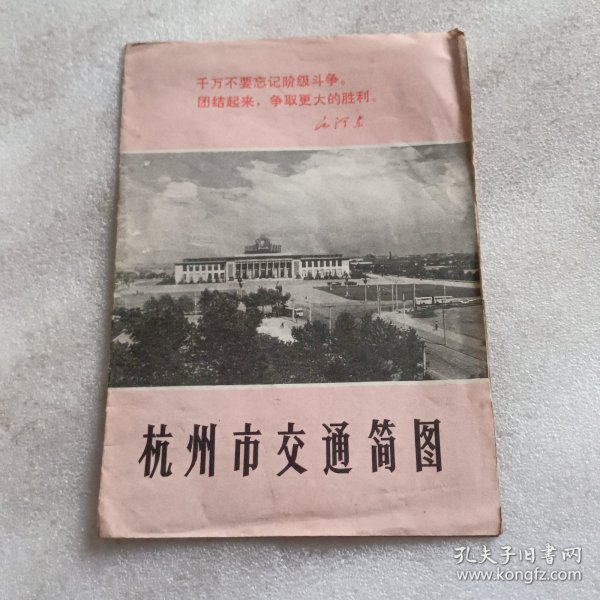 千万不要忘记阶级斗争。
团结起来，争取更大的胜利。
毛泽东
杭州市交通简图
孔夫子旧书网
www.kongfz.com